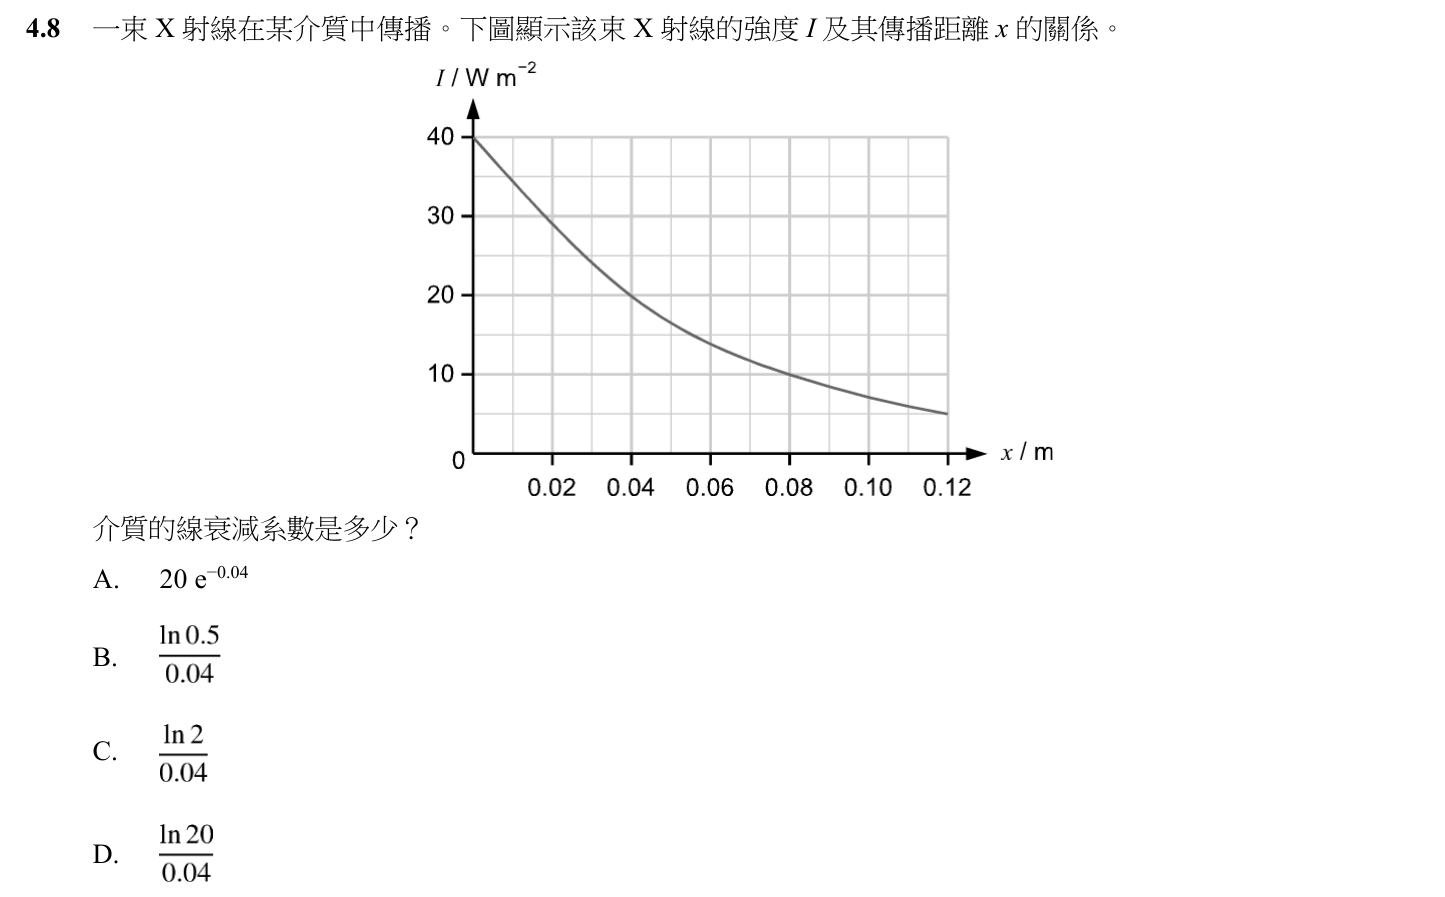 4.8 一束 X 射線在某介質中傳播。下圖顯示該束 X 射線的強度 I 及其傳播距離 x 的關係。
I / W m⁻²
40
30
20
10
0
x / m
0.02 0.04 0.06 0.08 0.10 0.12
介質的線衰減系數是多少？
A. 20 e⁻⁰·⁰⁴
B. ln 0.5 / 0.04
C. ln 2 / 0.04
D. ln 20 / 0.04